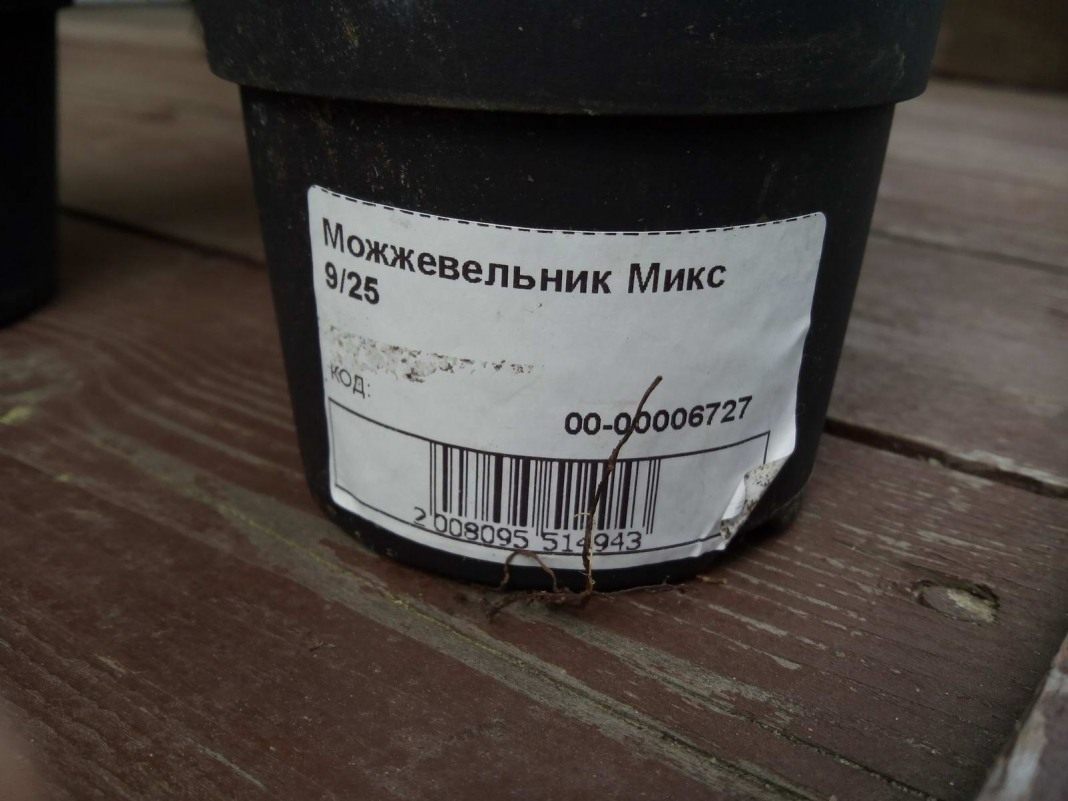 Можжевельник Микс
9/25
код:
00-00006727
2 008095 514943